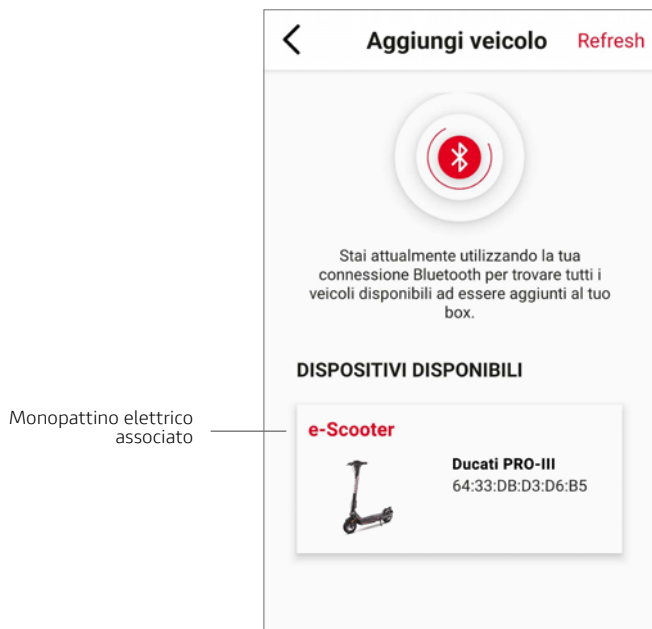 Aggiungi veicolo Refresh
Stai attualmente utilizzando la tua
connessione Bluetooth per trovare tutti i
veicoli disponibili ad essere aggiunti al tuo
box.
DISPOSITIVI DISPONIBILI
Monopattino elettrico
associato
e-Scooter
Ducati PRO-III
64:33:DB:D3:D6:B5